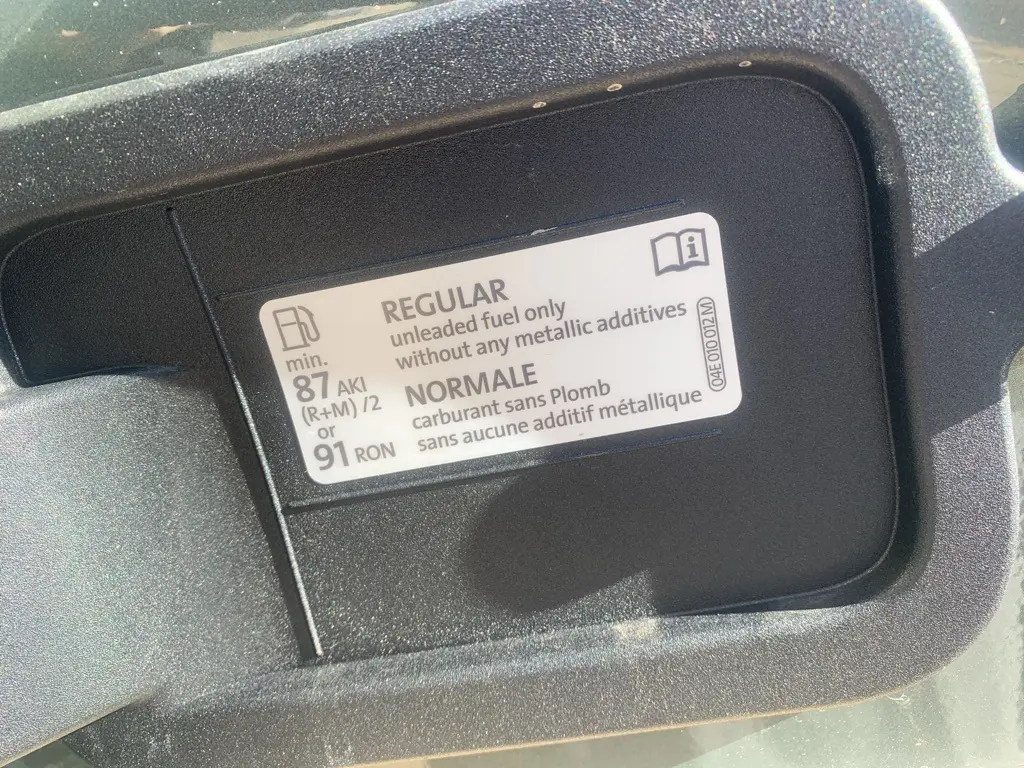 REGULAR
unleaded fuel only
without any metallic additives
NORMALE
carburant sans Plomb
sans aucune additif métallique
min.
87 AKI
(R+M) /2
or
91 RON
04E 010 012 M
i